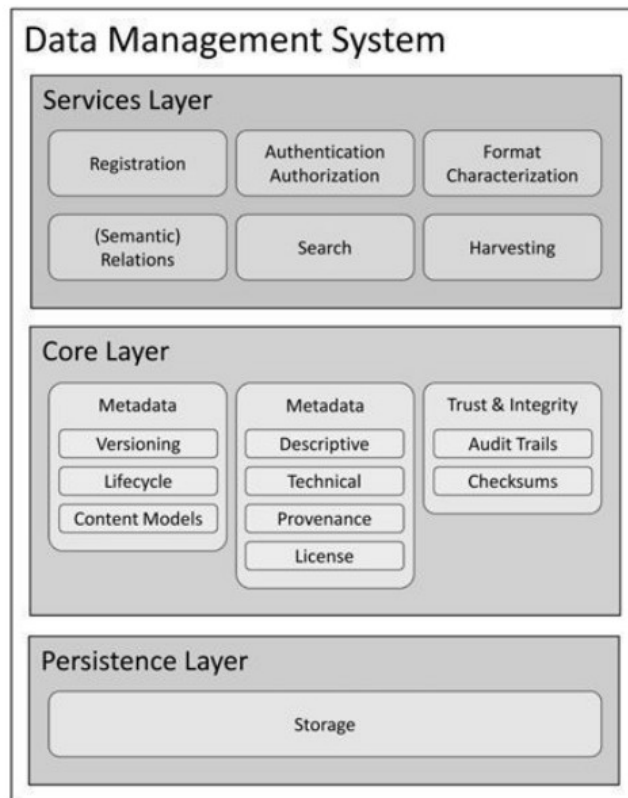 Data Management System
Services Layer
Registration
Authentication
Authorization
Format
Characterization
(Semantic)
Relations
Search
Harvesting
Core Layer
Metadata
Versioning
Lifecycle
Content Models
Metadata
Descriptive
Technical
Provenance
License
Trust & Integrity
Audit Trails
Checksums
Persistence Layer
Storage